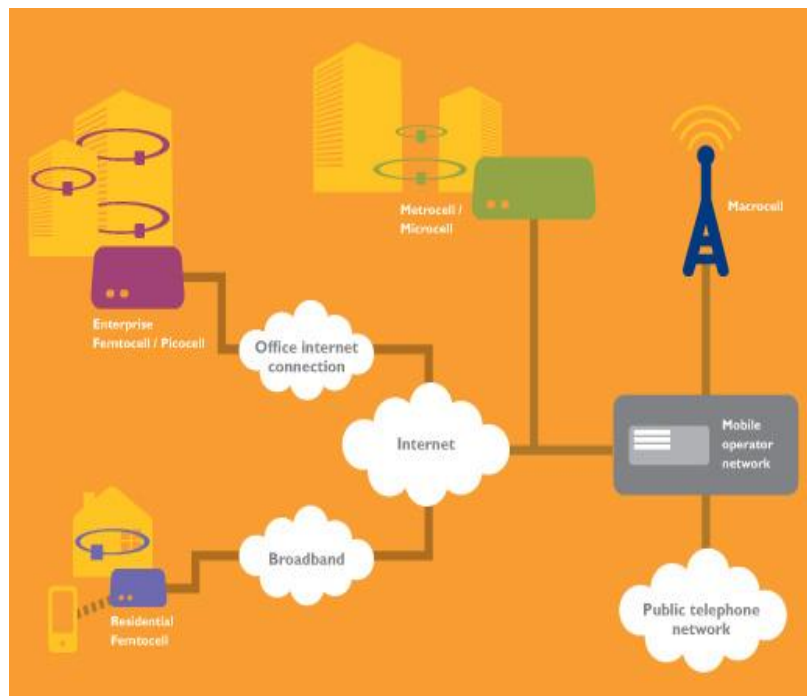 Metrocell /
Microcell
Macrocell
Enterprise
Femtocell / Picocell
Office internet
connection
Internet
Mobile
operator
network
Broadband
Residential
Femtocell
Public telephone
network